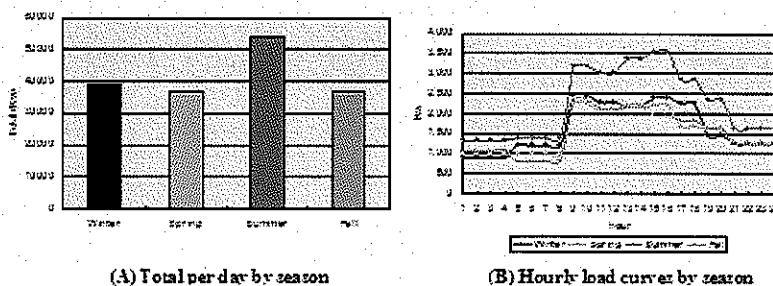 60000
50000
40000
30000
20000
10000
0
Winter
Spring
Summer
Fall
(A) Total per day by season
4,000
3,500
3,000
2,500
2,000
1,500
1,000
500
0
1 2 3 4 5 6 7 8 9 10 11 12 13 14 15 16 17 18 19 20 21 22 23
hour
Winter Spring Summer Fall
(B) Hourly load curves by season